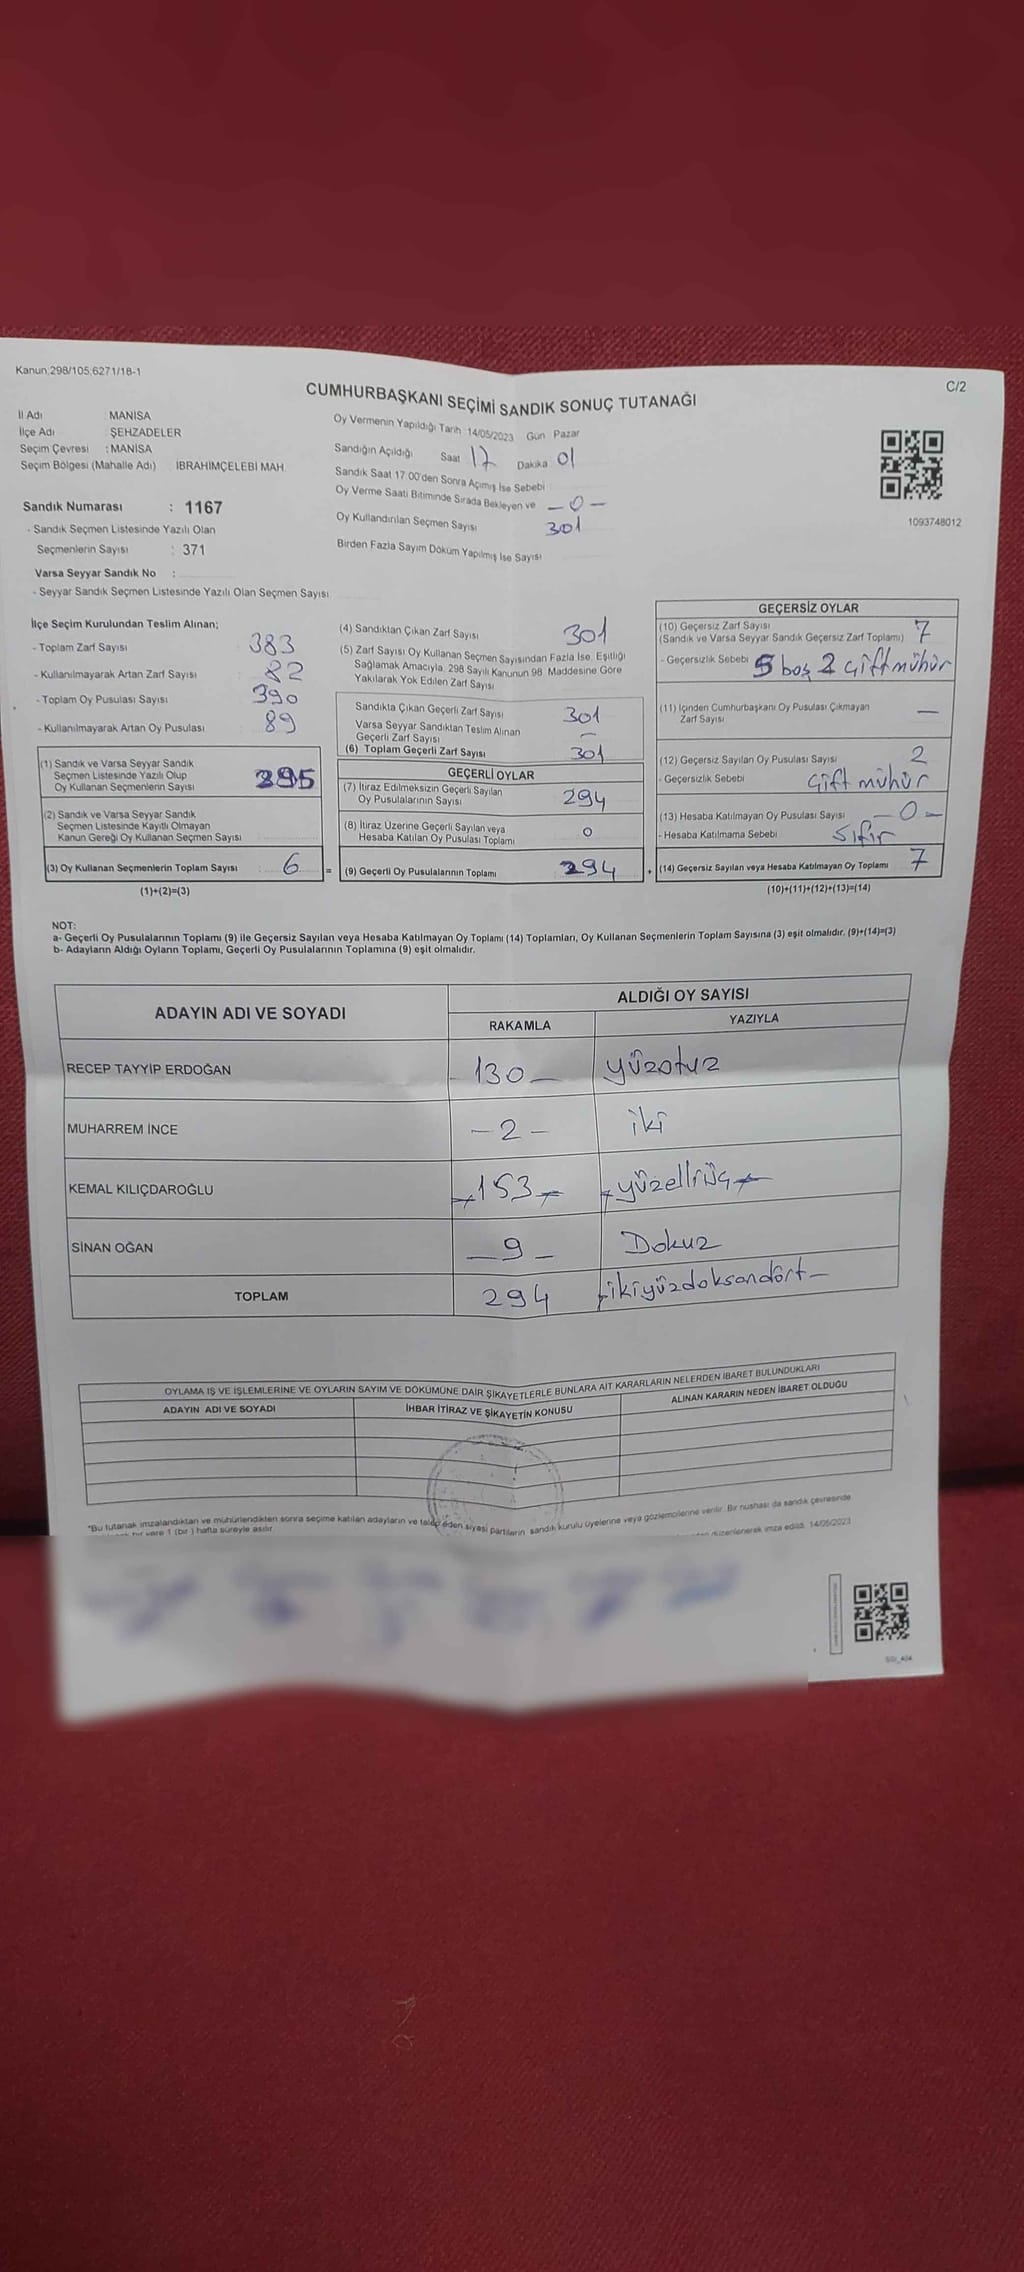 Kanun;298/105;6271/18-1
C/2
CUMHURBAŞKANI SEÇİMİ SANDIK SONUÇ TUTANAĞI
İl Adı : MANİSA
İlçe Adı : ŞEHZADELER
Seçim Çevresi : MANİSA
Seçim Bölgesi (Mahalle Adı) : İBRAHİMÇELEBİ MAH.
Sandık Numarası : 1167
- Sandık Seçmen Listesinde Yazılı Olan
Seçmenlerin Sayısı : 371
Varsa Seyyar Sandık No :
- Seyyar Sandık Seçmen Listesinde Yazılı Olan Seçmen Sayısı
Oy Vermenin Yapıldığı Tarih 14/05/2023 Gün Pazar
Sandığın Açıldığı Saat 17 Dakika 01
Sandık Saat 17:00'den Sonra Açımış İse Sebebi
Oy Verme Saati Bitiminde Sırada Bekleyen ve
Oy Kullandırılan Seçmen Sayısı
— 0 —
301
Birden Fazla Sayım Döküm Yapılmış İse Sayısı
1093748012
İlçe Seçim Kurulundan Teslim Alınan;
- Toplam Zarf Sayısı 383
- Kullanılmayarak Artan Zarf Sayısı 82
- Toplam Oy Pusulası Sayısı 390
- Kullanılmayarak Artan Oy Pusulası 89
(1) Sandık ve Varsa Seyyar Sandık
Seçmen Listesinde Yazılı Olup
Oy Kullanan Seçmenlerin Sayısı
(2) Sandık ve Varsa Seyyar Sandık
Seçmen Listesinde Kayıtlı Olmayan
Kanun Gereği Oy Kullanan Seçmen Sayısı
(3) Oy Kullanan Seçmenlerin Toplam Sayısı : 6
(1)+(2)=(3)
(4) Sandıktan Çıkan Zarf Sayısı 301
(5) Zarf Sayısı Oy Kullanan Seçmen Sayısından Fazla İse, Eşitliği
Sağlamak Amacıyla, 298 Sayılı Kanunun 98. Maddesine Göre
Yakılarak Yok Edilen Zarf Sayısı
Sandıkta Çıkan Geçerli Zarf Sayısı 301
Varsa Seyyar Sandıktan Teslim Alınan
Geçerli Zarf Sayısı —
(6) Toplam Geçerli Zarf Sayısı 301
GEÇERLİ OYLAR
(7) İtiraz Edilmeksizin Geçerli Sayılan
Oy Pusulalarının Sayısı 294
(8) İtiraz Üzerine Geçerli Sayılan veya
Hesaba Katılan Oy Pusulası Toplamı 0
= (9) Geçerli Oy Pusulalarının Toplamı 294 +
GEÇERSİZ OYLAR
(10) Geçersiz Zarf Sayısı
(Sandık ve Varsa Seyyar Sandık Geçersiz Zarf Toplamı) 7
- Geçersizlik Sebebi 5 boş 2 çift mühür
(11) İçinden Cumhurbaşkanı Oy Pusulası Çıkmayan
Zarf Sayısı —
(12) Geçersiz Sayılan Oy Pusulası Sayısı 2
- Geçersizlik Sebebi çift mühür
(13) Hesaba Katılmayan Oy Pusulası Sayısı — 0 —
- Hesaba Katılmama Sebebi Sıfır
(14) Geçersiz Sayılan veya Hesaba Katılmayan Oy Toplamı 7
(10)+(11)+(12)+(13)=(14)
NOT:
a- Geçerli Oy Pusulalarının Toplamı (9) ile Geçersiz Sayılan veya Hesaba Katılmayan Oy Toplamı (14) Toplamları, Oy Kullanan Seçmenlerin Toplam Sayısına (3) eşit olmalıdır. (9)+(14)=(3)
b- Adayların Aldığı Oyların Toplamı, Geçerli Oy Pusulalarının Toplamına (9) eşit olmalıdır.
ADAYIN ADI VE SOYADI
ALDIĞI OY SAYISI
RAKAMLA YAZIYLA
RECEP TAYYİP ERDOĞAN 130 — yüzotuz
MUHARREM İNCE — 2 — iki
KEMAL KILIÇDAROĞLU — 153 — yüzelliüç —
SİNAN OĞAN — 9 — Dokuz
TOPLAM 294 — ikiyüzdoksandört —
OYLAMA İŞ VE İŞLEMLERİNE VE OYLARIN SAYIM VE DÖKÜMÜNE DAİR ŞİKAYETLERLE BUNLARA AİT KARARLARIN NELERDEN İBARET BULUNDUKLARI
ADAYIN ADI VE SOYADI İHBAR İTİRAZ VE ŞİKAYETİN KONUSU ALINAN KARARIN NEDEN İBARET OLDUĞU
*Bu tutanak imzalandıktan ve mühürlendikten sonra seçime katılan adayların ve talep eden siyasi partilerin sandık kurulu üyelerine veya gözlemcilerine verilir. Bir nüshası da sandık çevresinde
bir yere 1 (bir ) hafta süreyle asılır.
düzenlenerek imza edildi. 14/05/2023